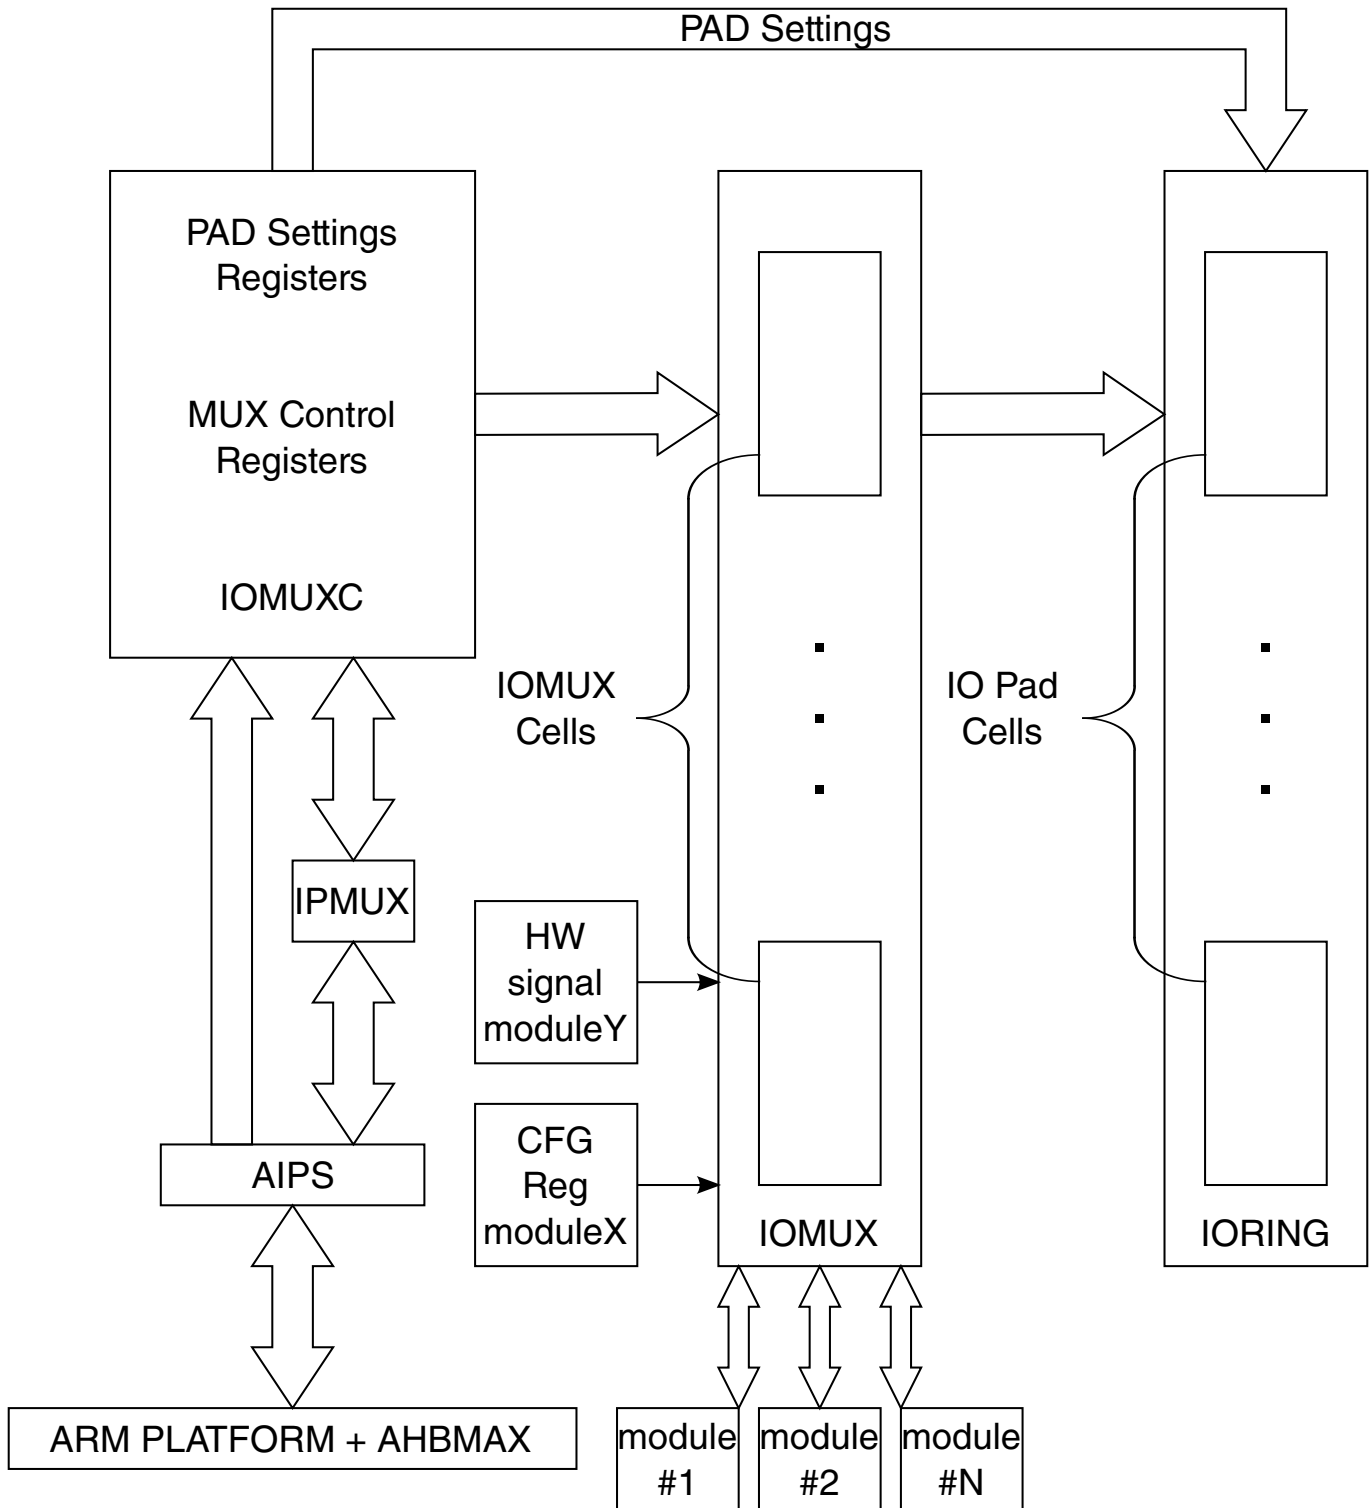 PAD Settings
PAD Settings
Registers
MUX Control
Registers
IOMUXC
IOMUX
Cells
IO Pad
Cells
IPMUX
HW
signal
moduleY
CFG
Reg
moduleX
AIPS
IOMUX
IORING
ARM PLATFORM + AHBMAX
module
#1
module
#2
module
#N